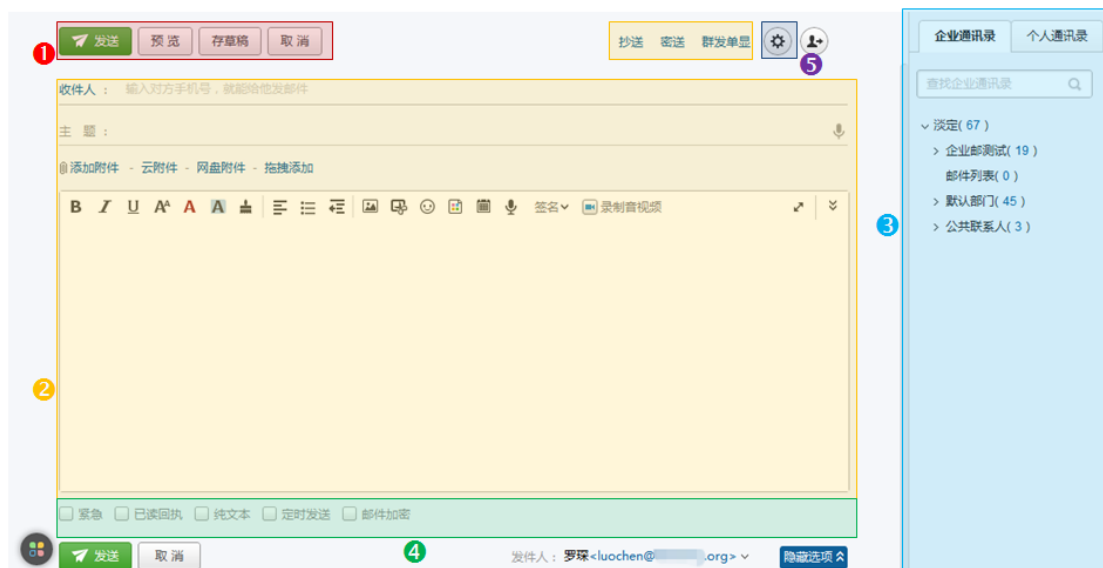 发送 预览 存草稿 取消 抄送 密送 群发单显
1
5
收件人： 输入对方手机号，就能给他发邮件
主 题：
添加附件 - 云附件 - 网盘附件 - 拖拽添加
B I U A A A 签名 录制音视频
2
紧急 已读回执 纯文本 定时发送 邮件加密
4
发送 取消 发件人：罗琛<luochen@ .org> 隐藏选项
企业通讯录 个人通讯录
查找企业通讯录
淡定( 67 )
企业邮测试( 19 )
邮件列表( 0 )
默认部门( 45 )
公共联系人( 3 )
3